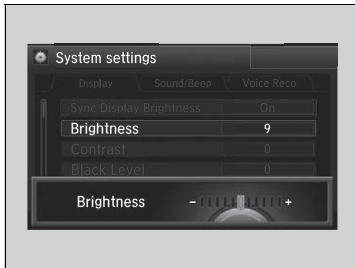 System settings
Display Sound/Beep Voice Reco
Sync Display Brightness On
Brightness 9
Contrast 0
Black Level 0
Brightness - +